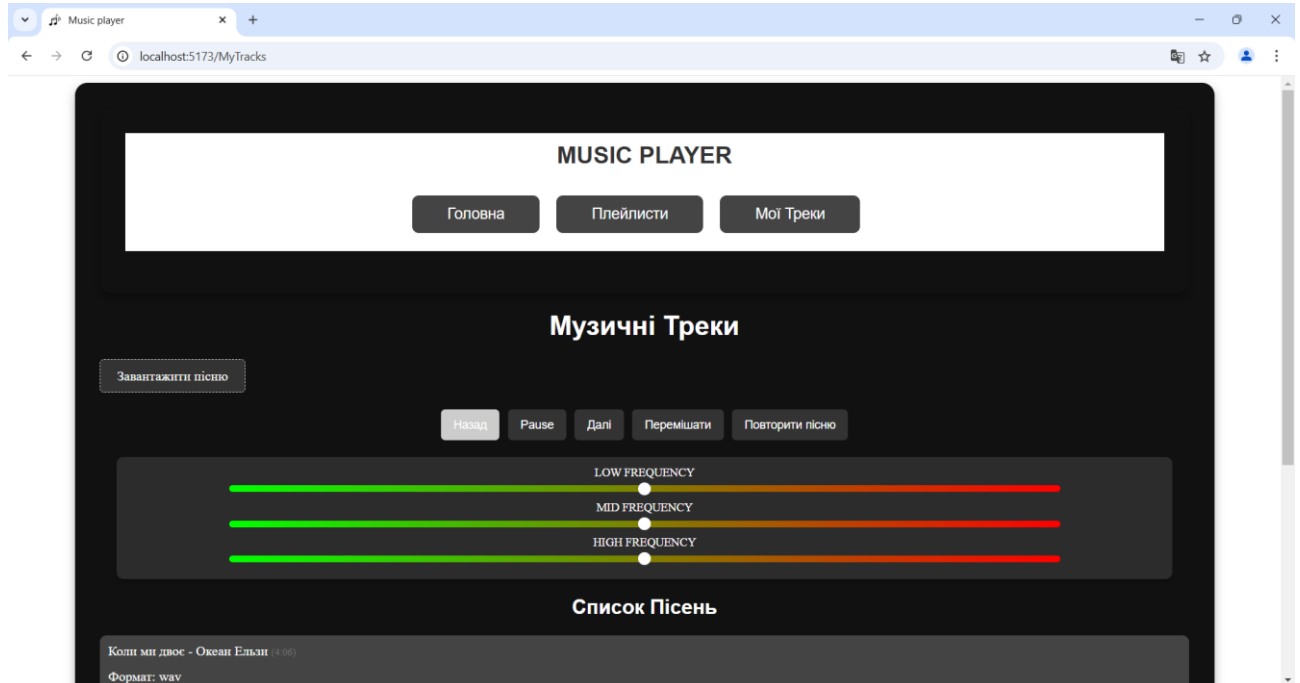 Music player
localhost:5173/MyTracks
MUSIC PLAYER
Головна Плейлисти Мої Треки
Музичні Треки
Завантажити пісню
Назад Pause Далі Перемішати Повторити пісню
LOW FREQUENCY
MID FREQUENCY
HIGH FREQUENCY
Список Пісень
Коли ми двоє - Океан Ельзи (4:06)
Формат: wav